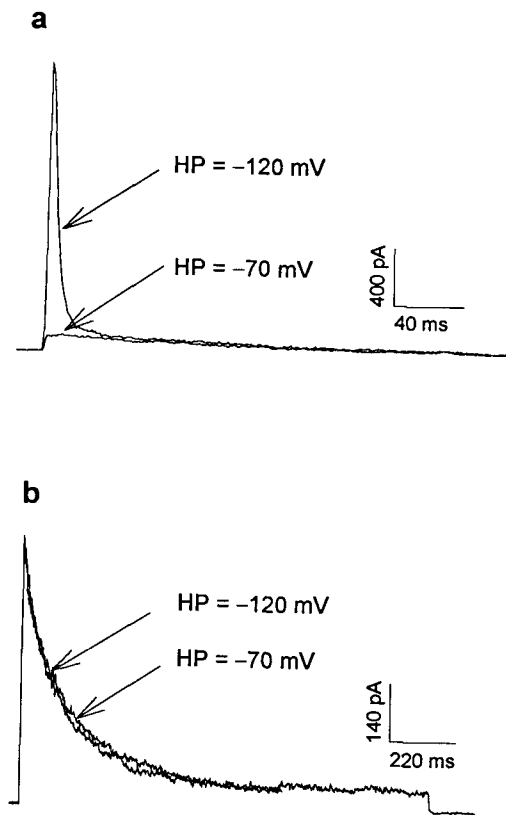 a
HP = −120 mV
HP = −70 mV
400 pA
40 ms
b
HP = −120 mV
HP = −70 mV
140 pA
220 ms